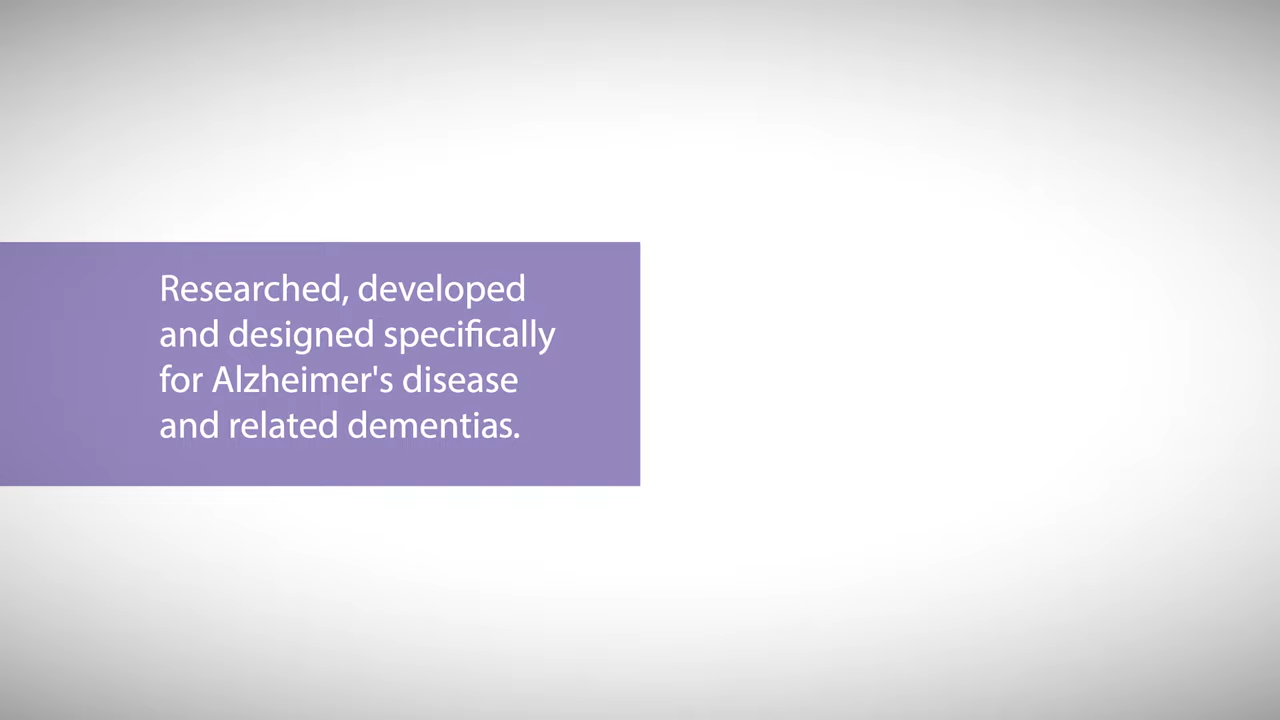 Researched, developed
and designed specifically
for Alzheimer's disease
and related dementias.